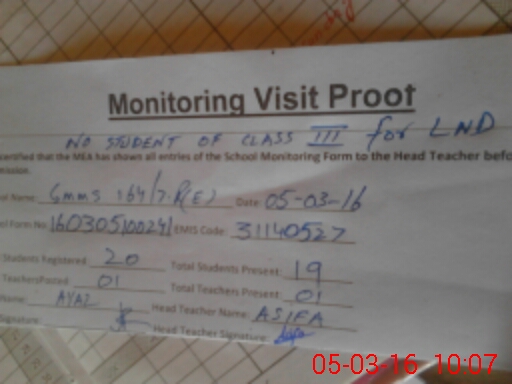 Monitoring Visit Proof
NO STUDENT OF CLASS III for LND
certified that the MEA has shown all entries of the School Monitoring Form to the Head Teacher befo
mission.
ol Name: Gmms 164/7.R(E) Date: 05-03-16
ol Form No 160305100241 EMIS Code: 31140527
Students Registered 20 Total Students Present 19
TeachersPosted 01 Total Teachers Present: 01
Name: AYAZ Head Teacher Name: ASIFA
Signature: Head Teacher Signature:
05-03-16 10:07